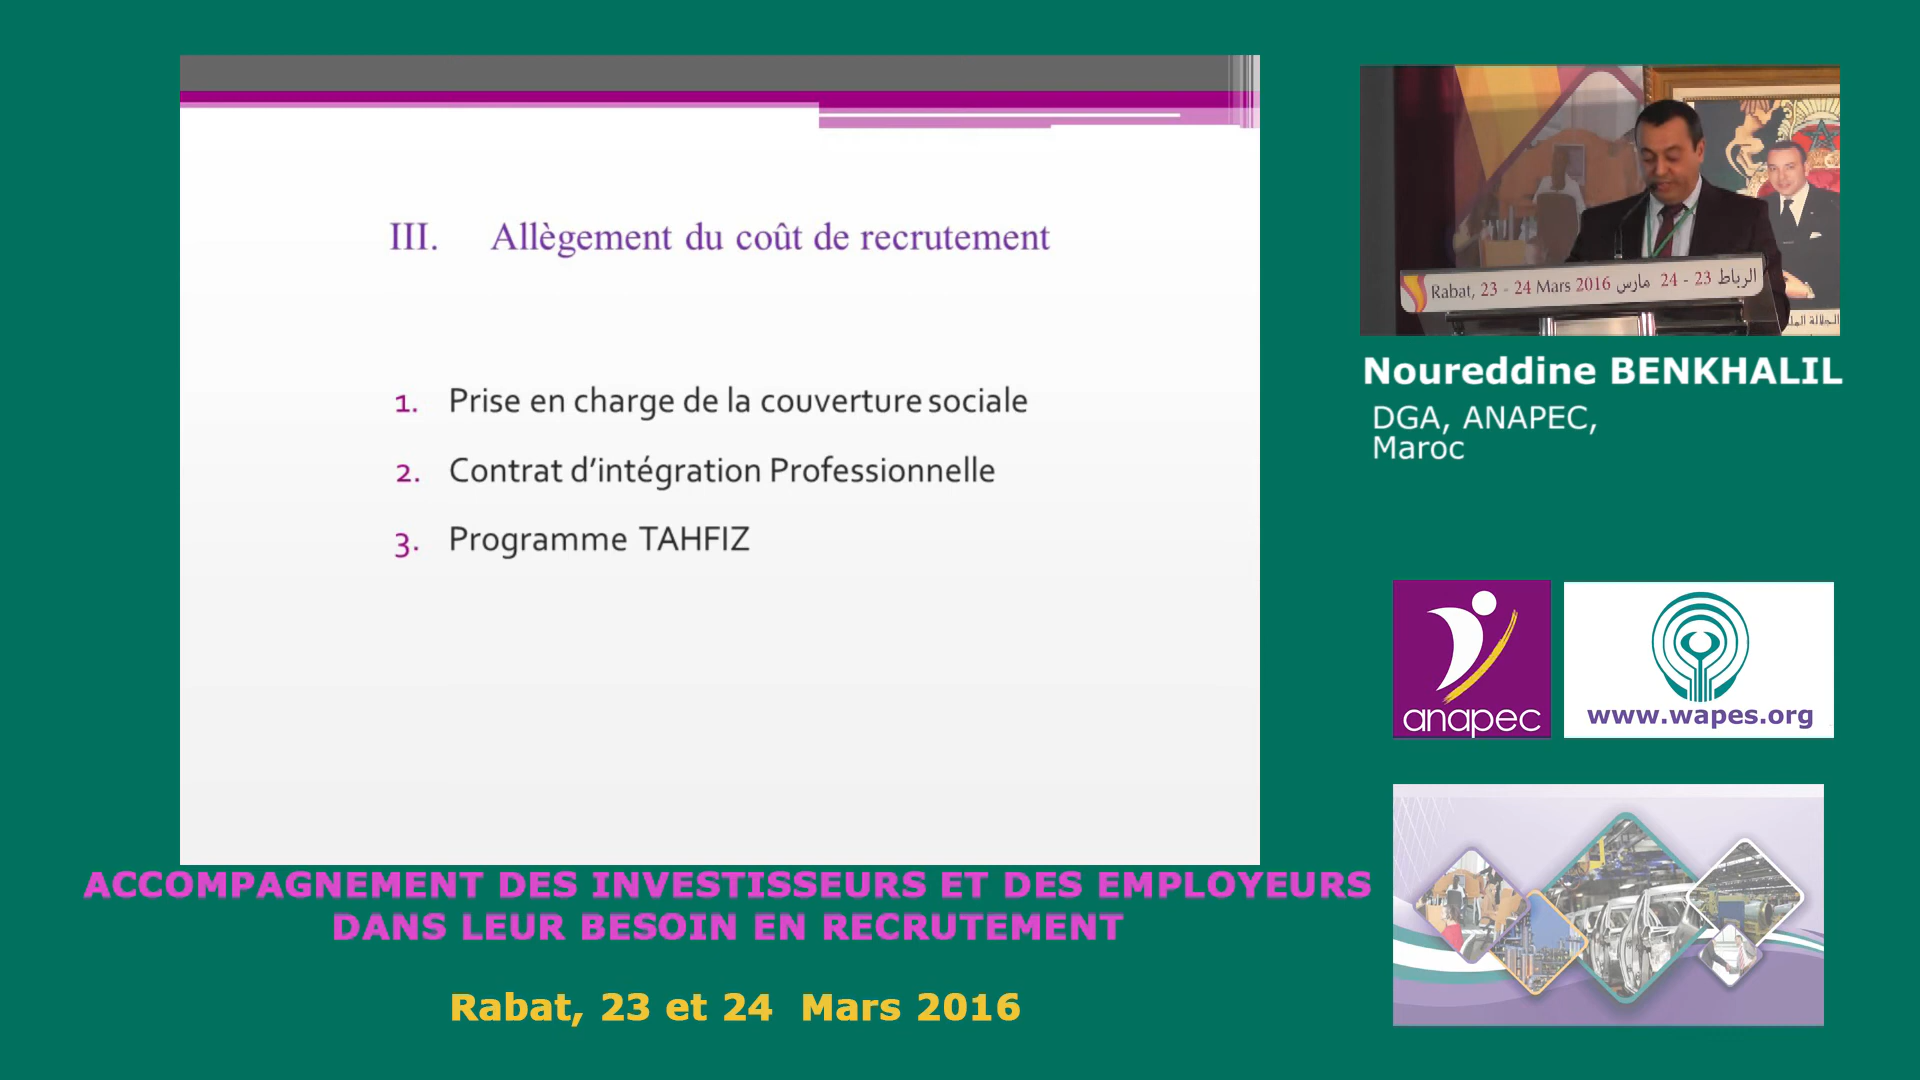 III. Allègement du coût de recrutement
1. Prise en charge de la couverture sociale
2. Contrat d’intégration Professionnelle
3. Programme TAHFIZ
Rabat, 23 - 24 Mars 2016 الرباط 23 - 24 مارس
Noureddine BENKHALIL
DGA, ANAPEC,
Maroc
anapec
www.wapes.org
ACCOMPAGNEMENT DES INVESTISSEURS ET DES EMPLOYEURS
DANS LEUR BESOIN EN RECRUTEMENT
Rabat, 23 et 24 Mars 2016